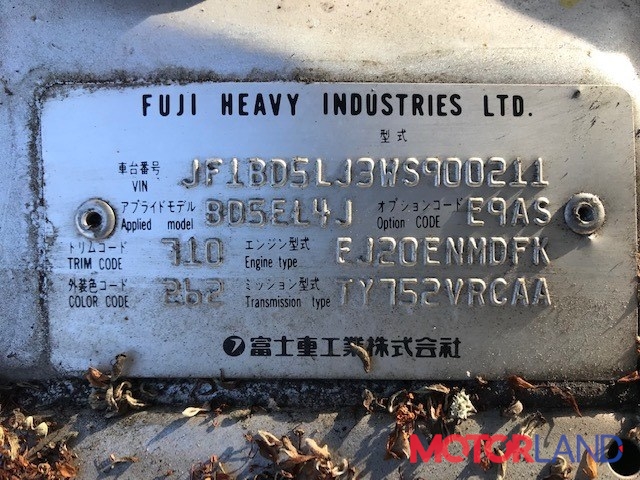 FUJI HEAVY INDUSTRIES LTD.
型式
車台番号 VIN JF1BD5LJ3WS900211
アプライドモデル Applied model BD5EL4J オプションコード Option CODE E9AS
トリムコード TRIM CODE 710 エンジン型式 Engine type EJ20ENMDFK
外装色コード COLOR CODE 262 ミッション型式 Transmission type TY752VRCAA
富士重工業株式会社
MOTORLAND